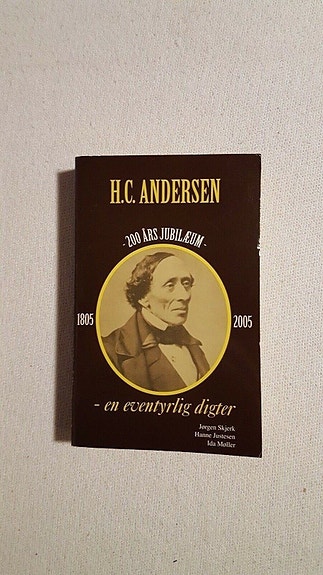 H.C. ANDERSEN
- 200 ÅRS JUBILÆUM -
1805
2005
- en eventyrlig digter
Jørgen Skjerk
Hanne Justesen
Ida Møller